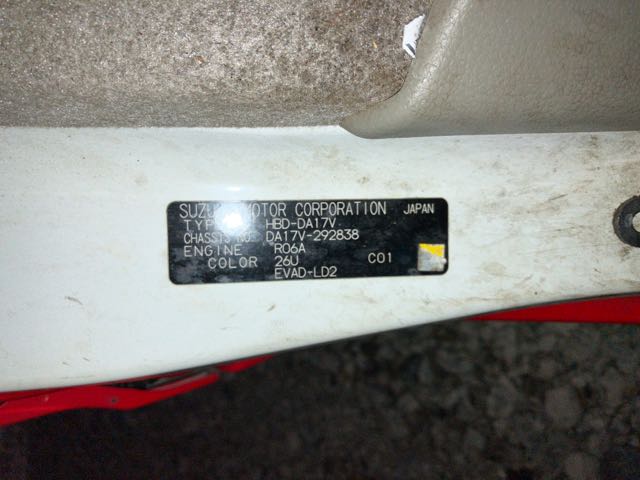 SUZUKI MOTOR CORPORATION JAPAN
TYPE HBD-DA17V
CHASSIS NO. DA17V-292838
ENGINE R06A
COLOR 26U C01
EVAD-LD2